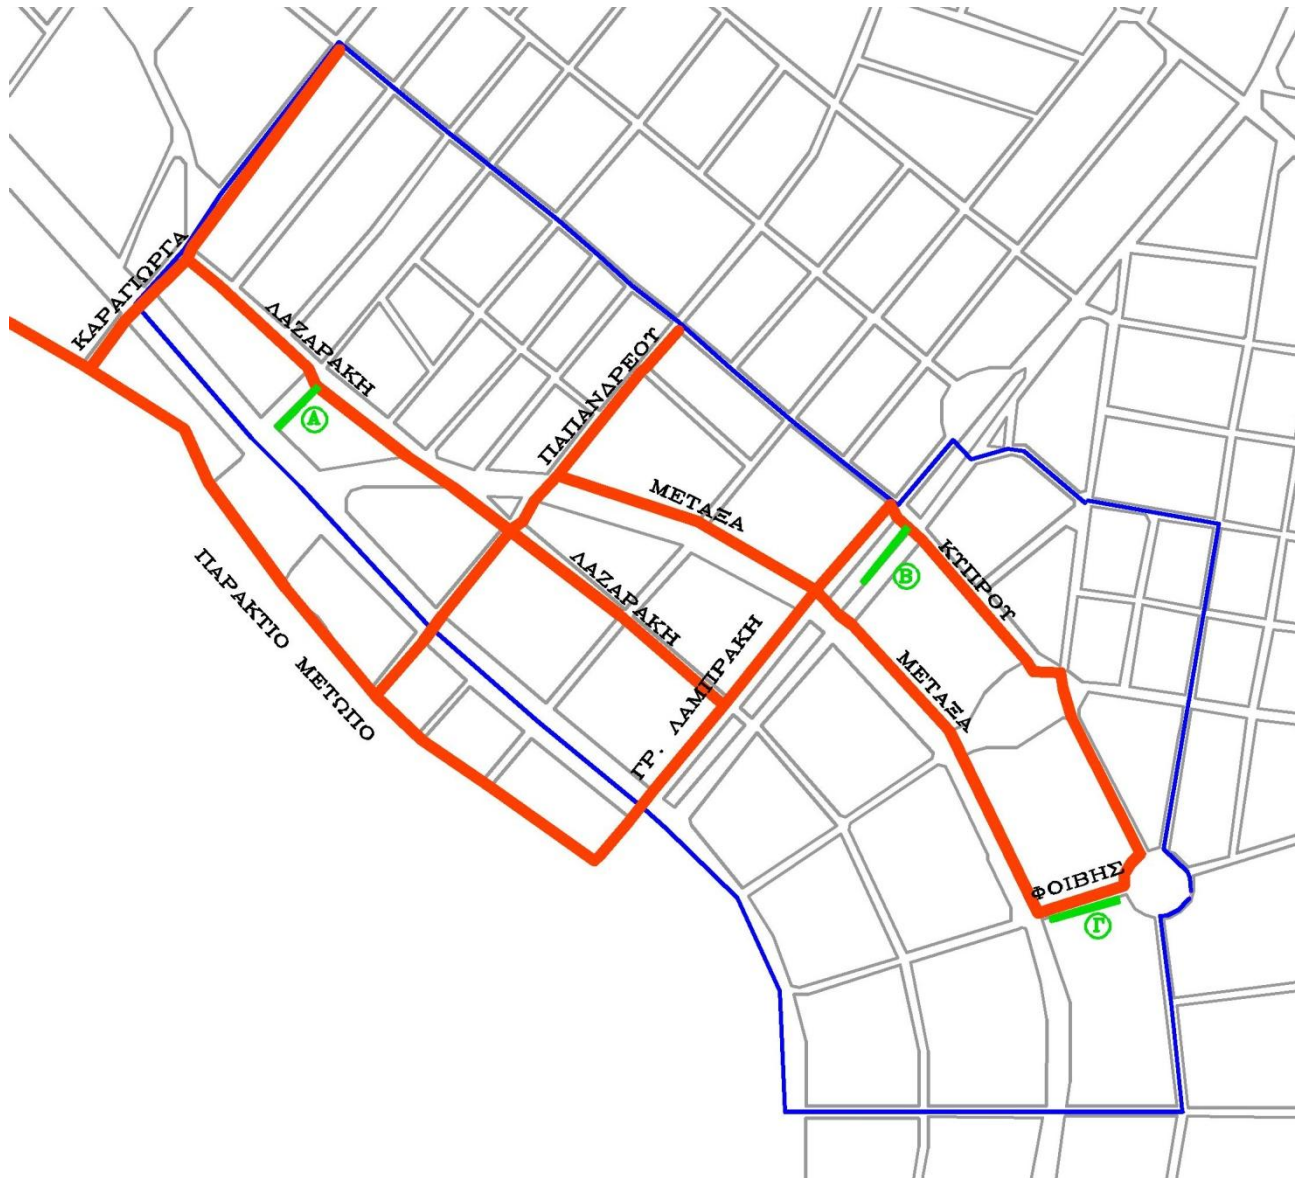 ΚΑΡΑΓΙΩΡΓΑ
ΛΑΖΑΡΑΚΗ
Α
ΠΑΠΑΝΔΡΕΟΥ
ΜΕΤΑΞΑ
ΠΑΡΑΚΤΙΟ ΜΕΤΩΠΟ
ΛΑΖΑΡΑΚΗ
ΓΡ. ΛΑΜΠΡΑΚΗ
Β
ΚΥΠΡΟΥ
ΜΕΤΑΞΑ
ΦΟΙΒΗΣ
Γ